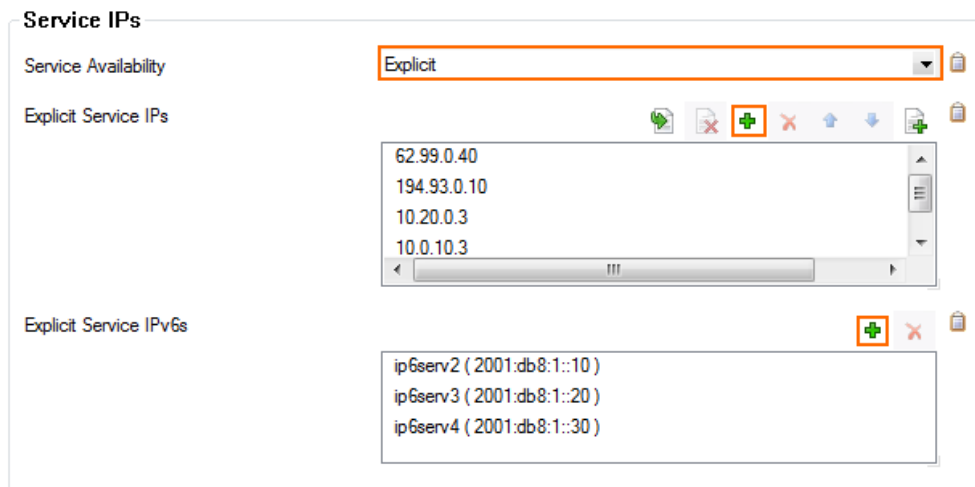 Service IPs
Service Availability
Explicit
Explicit Service IPs
62.99.0.40
194.93.0.10
10.20.0.3
10.0.10.3
Explicit Service IPv6s
ip6serv2 ( 2001:db8:1::10 )
ip6serv3 ( 2001:db8:1::20 )
ip6serv4 ( 2001:db8:1::30 )